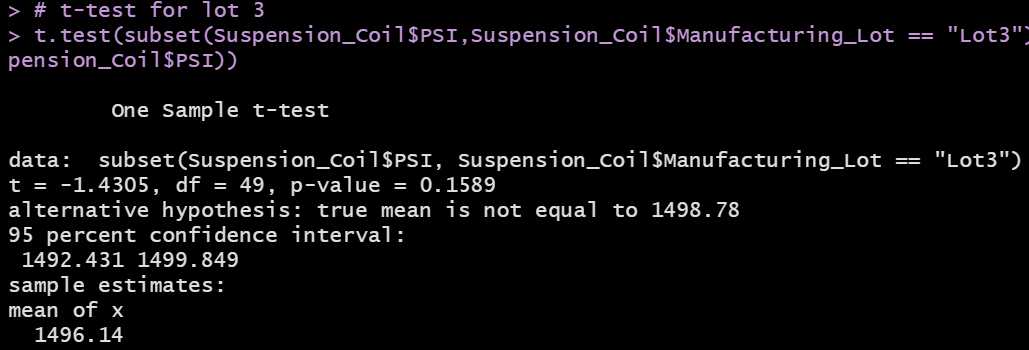 > # t-test for lot 3
> t.test(subset(Suspension_Coil$PSI,Suspension_Coil$Manufacturing_Lot == "Lot3")
pension_Coil$PSI))
One Sample t-test
data:  subset(Suspension_Coil$PSI, Suspension_Coil$Manufacturing_Lot == "Lot3")
t = -1.4305, df = 49, p-value = 0.1589
alternative hypothesis: true mean is not equal to 1498.78
95 percent confidence interval:
 1492.431 1499.849
sample estimates:
mean of x
  1496.14